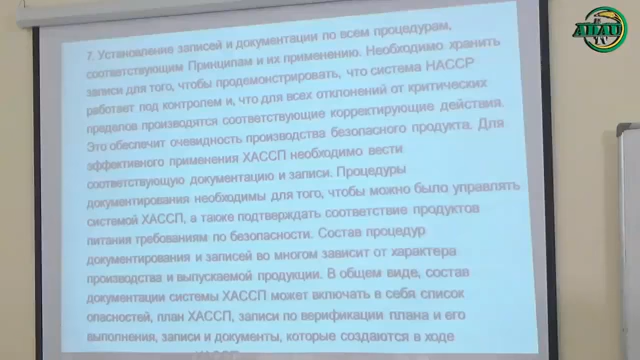 7. Установление записей и документации по всем процедурам,
соответствующим Принципам и их применению. Необходимо хранить
записи для того, чтобы продемонстрировать, что система HACCP
работает под контролем и, что для всех отклонений от критических
пределов производятся соответствующие корректирующие действия.
Это обеспечит очевидность производства безопасного продукта. Для
эффективного применения ХАССП необходимо вести
соответствующую документацию и записи. Процедуры
документирования необходимы для того, чтобы можно было управлять
системой ХАССП, а также подтверждать соответствие продуктов
питания требованиям по безопасности. Состав процедур
документирования и записей во многом зависит от характера
производства и выпускаемой продукции. В общем виде, состав
документации системы ХАССП может включать в себя список
опасностей, план ХАССП, записи по верификации плана и его
выполнения, записи и документы, которые создаются в ходе